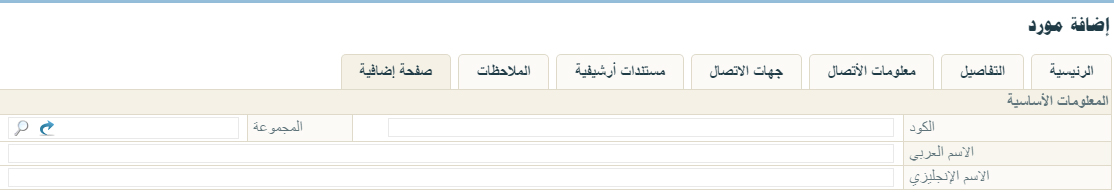 إضافة مورد
الرئيسية التفاصيل معلومات الأتصال جهات الاتصال مستندات أرشيفية الملاحظات صفحة إضافية
المعلومات الأساسية
الكود المجموعة
الاسم العربي
الاسم الإنجليزي